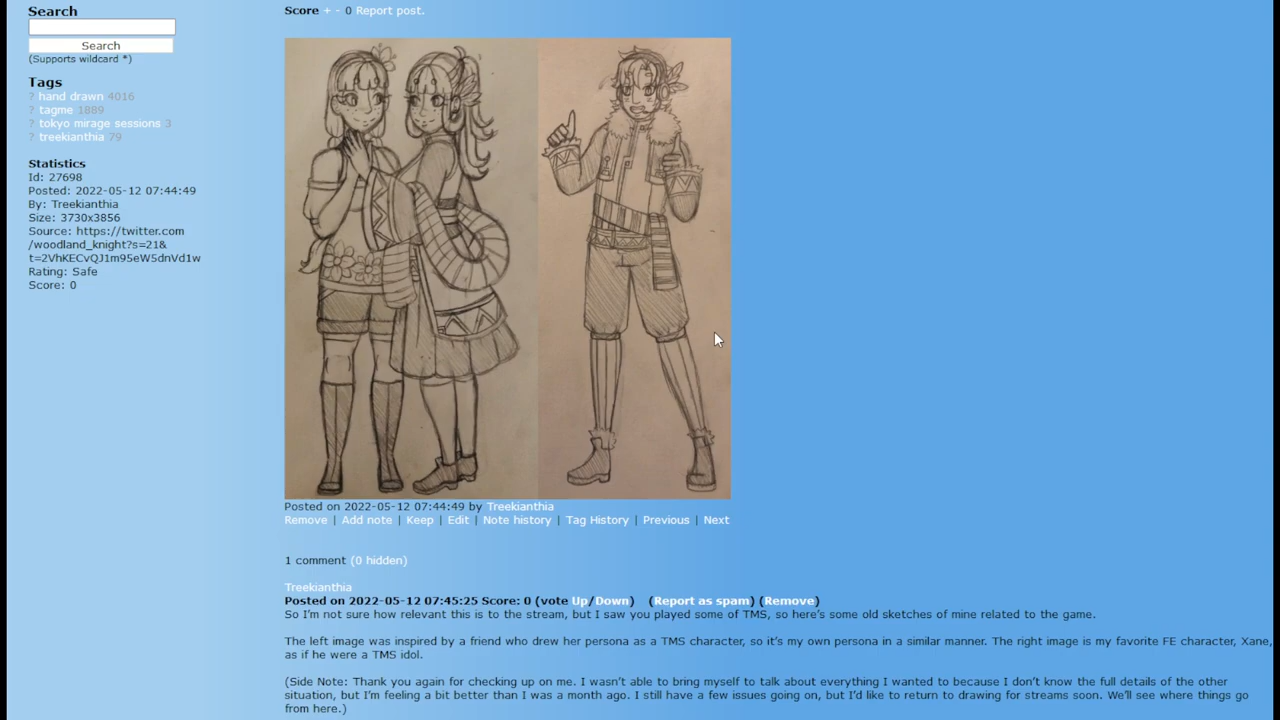 Search
Search
(Supports wildcard *)
Tags
? hand drawn 4016
? tagme 1889
? tokyo mirage sessions 3
? treekianthia 79
Statistics
Id: 27698
Posted: 2022-05-12 07:44:49
By: Treekianthia
Size: 3730x3856
Source: https://twitter.com
/woodland_knight?s=21&
t=2VhKECvQJ1m95eW5dnVd1w
Rating: Safe
Score: 0
Score + - 0 Report post.
Posted on 2022-05-12 07:44:49 by Treekianthia
Remove | Add note | Keep | Edit | Note history | Tag History | Previous | Next
1 comment (0 hidden)
Treekianthia
Posted on 2022-05-12 07:45:25 Score: 0 (vote Up/Down) (Report as spam) (Remove)
So I'm not sure how relevant this is to the stream, but I saw you played some of TMS, so here's some old sketches of mine related to the game.
The left image was inspired by a friend who drew her persona as a TMS character, so it's my own persona in a similar manner. The right image is my favorite FE character, Xane,
as if he were a TMS idol.
(Side Note: Thank you again for checking up on me. I wasn't able to bring myself to talk about everything I wanted to because I don't know the full details of the other
situation, but I'm feeling a bit better than I was a month ago. I still have a few issues going on, but I'd like to return to drawing for streams soon. We'll see where things go
from here.)